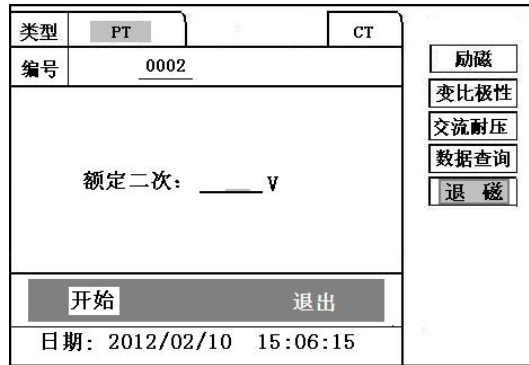 类型 PT CT
编号 0002
额定二次: ____ V
开始 退出
日期: 2012/02/10 15:06:15
励磁
变比极性
交流耐压
数据查询
退 磁